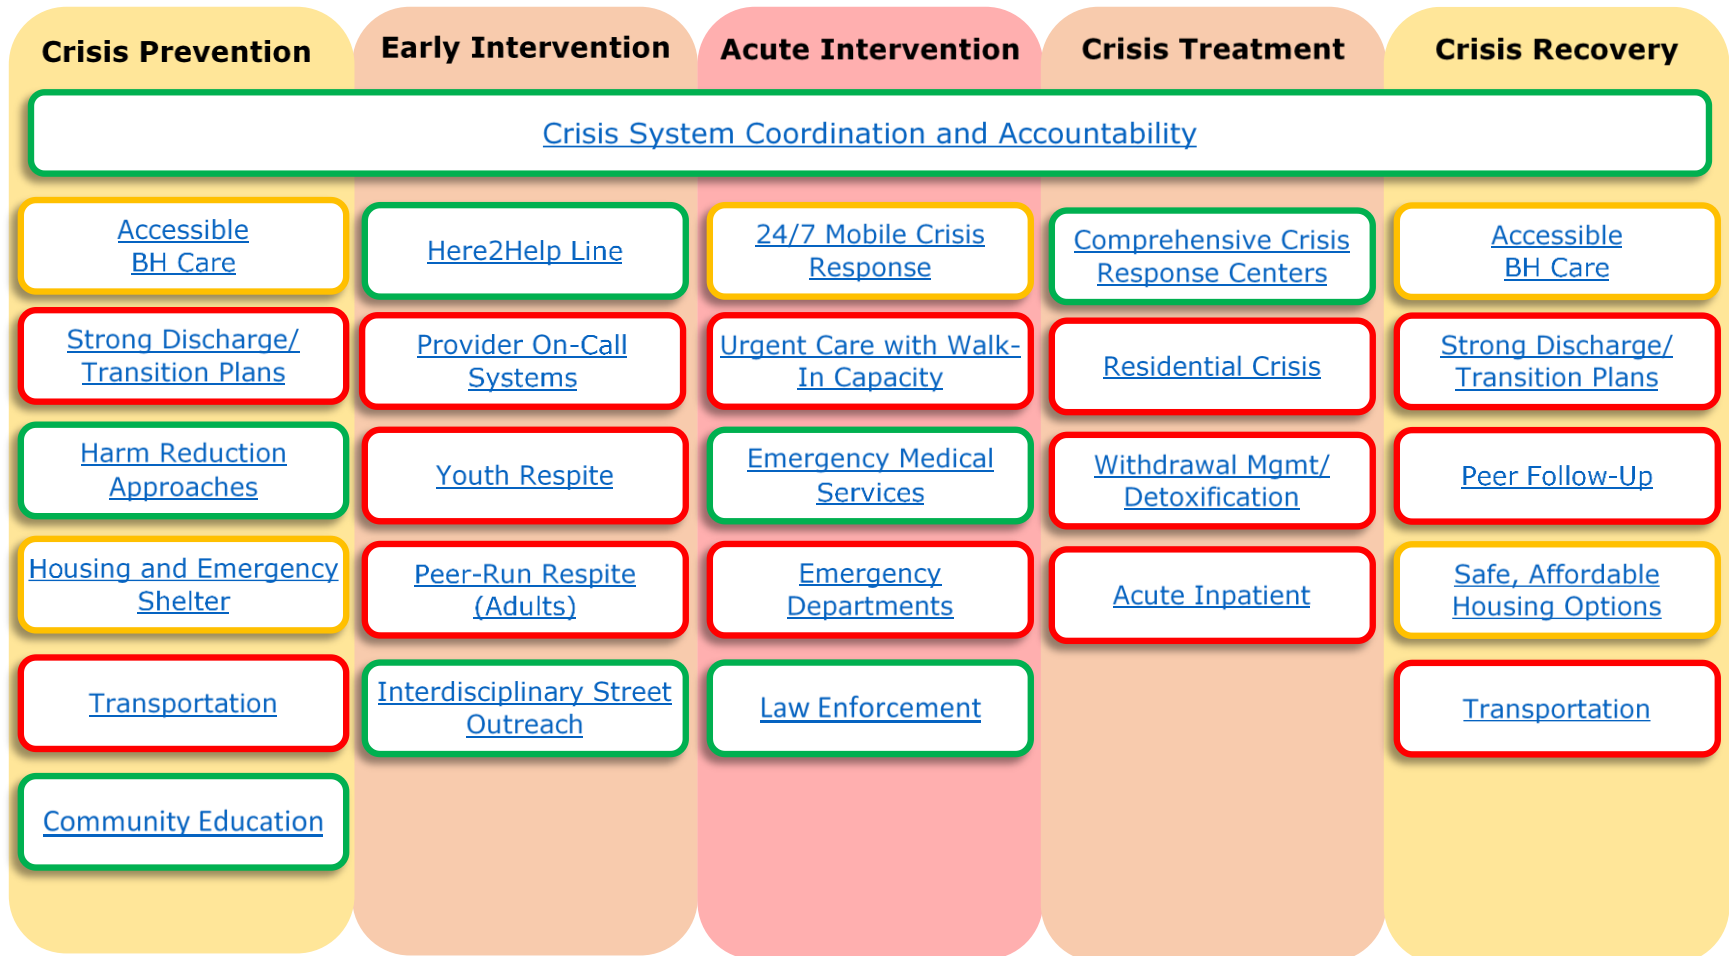 Crisis Prevention
Early Intervention
Acute Intervention
Crisis Treatment
Crisis Recovery
Crisis System Coordination and Accountability
Accessible
BH Care
Strong Discharge/
Transition Plans
Harm Reduction
Approaches
Housing and Emergency
Shelter
Transportation
Community Education
Here2Help Line
Provider On-Call
Systems
Youth Respite
Peer-Run Respite
(Adults)
Interdisciplinary Street
Outreach
24/7 Mobile Crisis
Response
Urgent Care with Walk-
In Capacity
Emergency Medical
Services
Emergency
Departments
Law Enforcement
Comprehensive Crisis
Response Centers
Residential Crisis
Withdrawal Mgmt/
Detoxification
Acute Inpatient
Accessible
BH Care
Strong Discharge/
Transition Plans
Peer Follow-Up
Safe, Affordable
Housing Options
Transportation